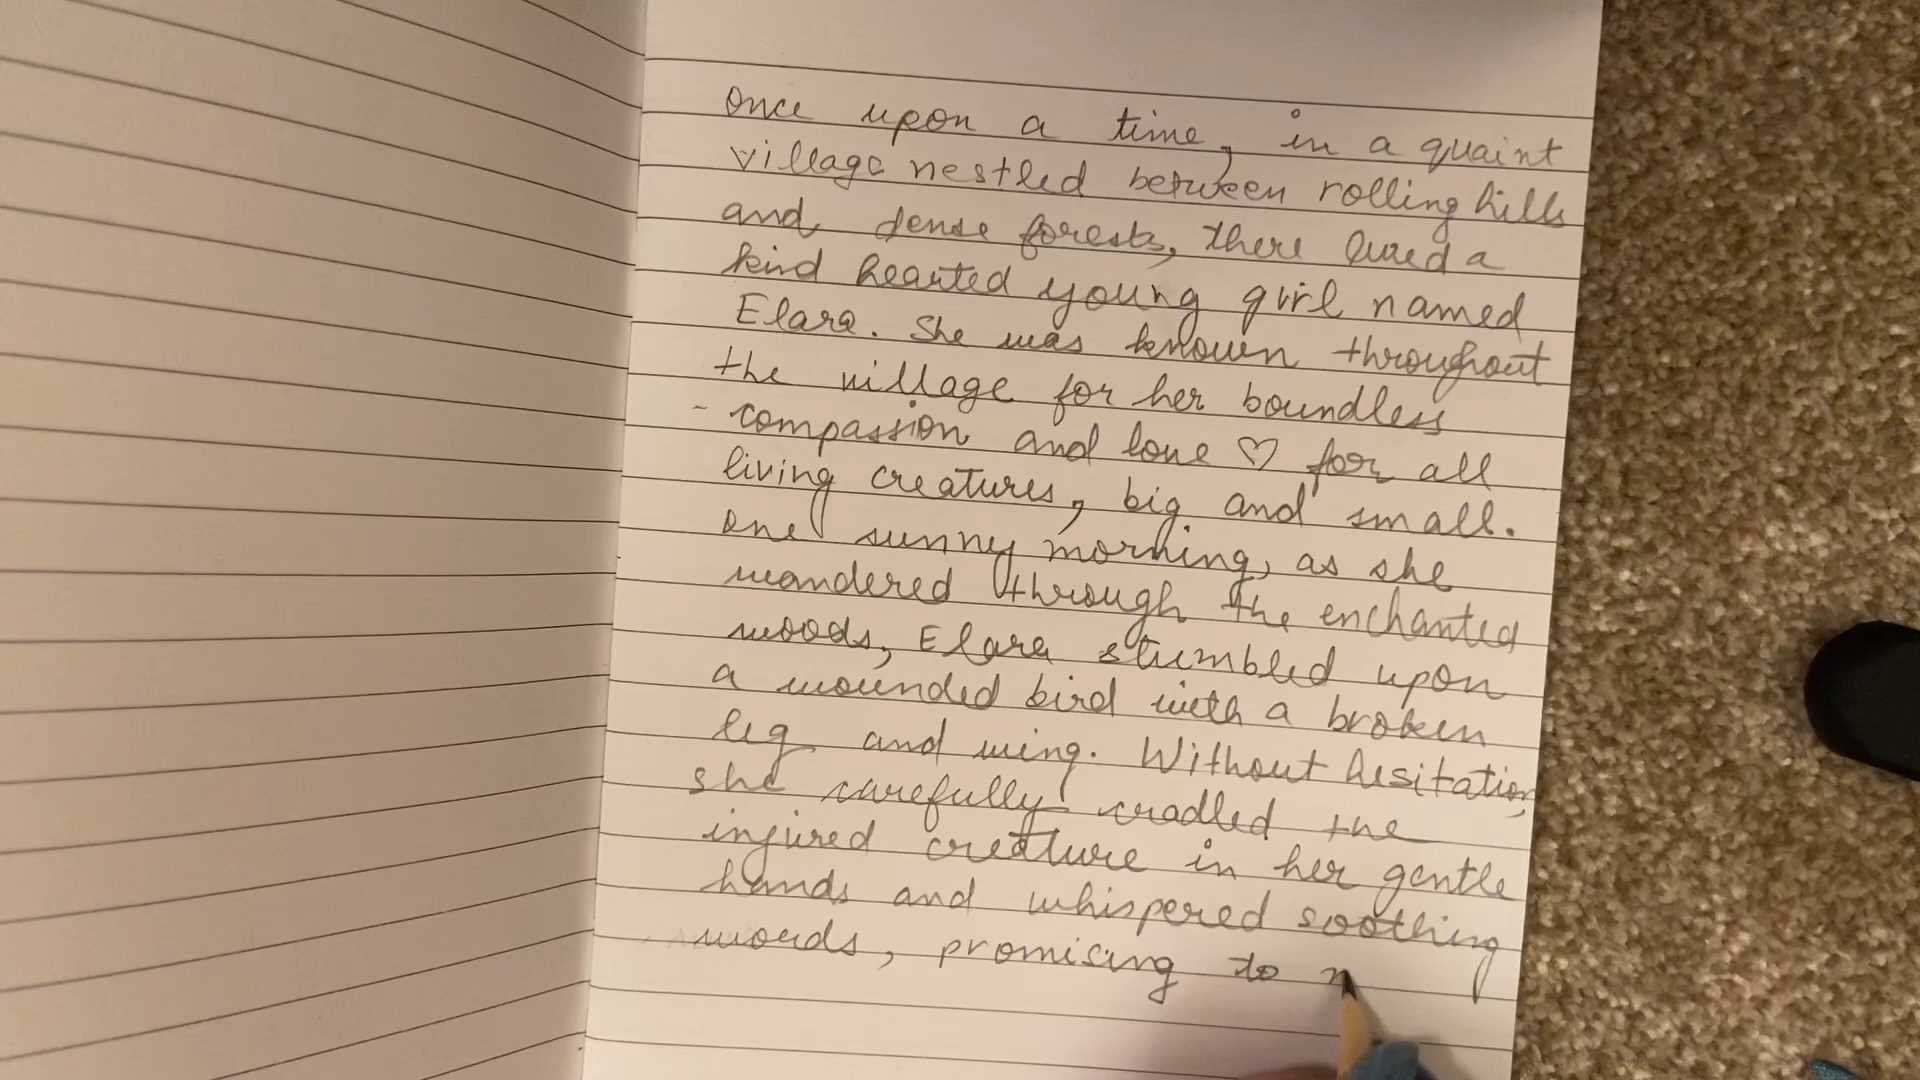 Once upon a time, in a quaint
village nestled between rolling hills
and dense forests, there lived a
kind hearted young girl named
Elara. She was known throughout
the village for her boundless
- compassion and love ♡ for all
living creatures, big and small.
One sunny morning, as she
wandered through the enchanted
woods, Elara stumbled upon
a wounded bird with a broken
leg and wing. Without hesitation,
she carefully cradled the
injured creature in her gentle
hands and whispered soothing
words, promising to n